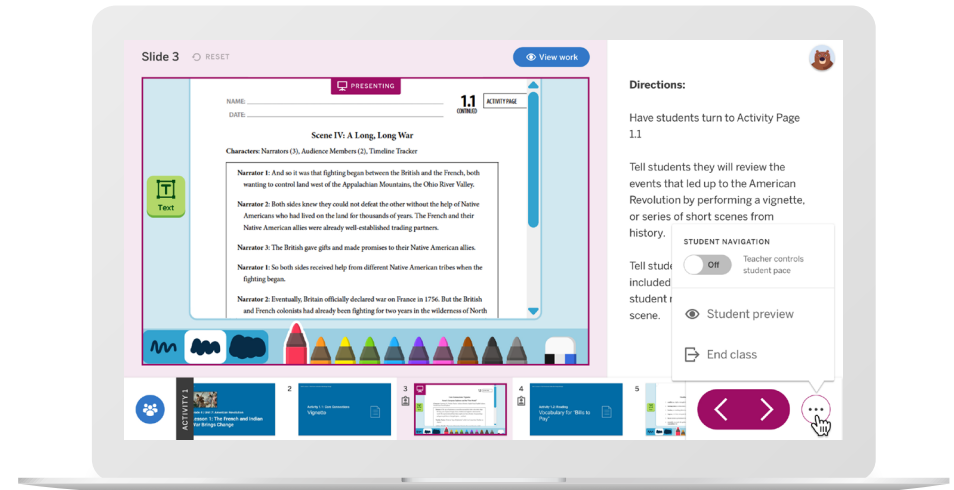 Slide 3
RESET
View work
PRESENTING
NAME:
DATE:
1.1
CONTINUED
ACTIVITY PAGE
Scene IV: A Long, Long War
Characters: Narrators (3), Audience Members (2), Timeline Tracker
Narrator 1: And so it was that fighting began between the British and the French, both
wanting to control land west of the Appalachian Mountains, the Ohio River Valley.
Narrator 2: Both sides knew they could not defeat the other without the help of Native
Americans who had lived on the land for thousands of years. The French and their
Native American allies were already well-established trading partners.
Narrator 3: The British gave gifts and made promises to their Native American allies.
Narrator 1: So both sides received help from different Native American tribes when the
fighting began.
Narrator 2: Eventually, Britain officially declared war on France in 1756. But the British
and French colonists had already been fighting for two years in the wilderness of North
Text
Directions:
Have students turn to Activity Page
1.1
Tell students they will review the
events that led up to the American
Revolution by performing a vignette,
or series of short scenes from
history.
Tell stude
included
student
scene.
STUDENT NAVIGATION
Off
Teacher controls
student pace
Student preview
End class
ACTIVITY 1
esson 1: The French and Indian
ar Brings Change
2
Vignette
3
4
Vocabulary for "Bills to
Pay"
5